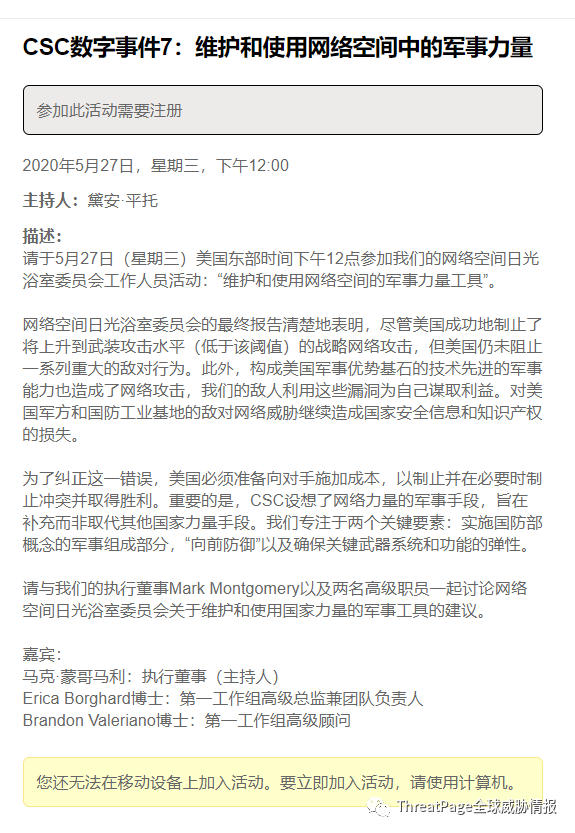 CSC数字事件7：维护和使用网络空间中的军事力量
参加此活动需要注册
2020年5月27日，星期三，下午12:00
主持人：黛安·平托
描述：
请于5月27日（星期三）美国东部时间下午12点参加我们的网络空间日光
浴室委员会工作人员活动：“维护和使用网络空间的军事力量工具”。
网络空间日光浴室委员会的最终报告清楚地表明，尽管美国成功地制止了
将上升到武装攻击水平（低于该阈值）的战略网络攻击，但美国仍未阻止
一系列重大的敌对行为。此外，构成美国军事优势基石的技术先进的军事
能力也造成了网络攻击，我们的敌人利用这些漏洞为自己谋取利益。对美
国军方和国防工业基地的敌对网络威胁继续造成国家安全信息和知识产权
的损失。
为了纠正这一错误，美国必须准备向对手施加成本，以制止并在必要时制
止冲突并取得胜利。重要的是，CSC设想了网络力量的军事手段，旨在
补充而非取代其他国家力量手段。我们专注于两个关键要素：实施国防部
概念的军事组成部分，“向前防御”以及确保关键武器系统和功能的弹性。
请与我们的执行董事Mark Montgomery以及两名高级职员一起讨论网络
空间日光浴室委员会关于维护和使用国家力量的军事工具的建议。
嘉宾：
马克·蒙哥马利：执行董事（主持人）
Erica Borghard博士：第一工作组高级总监兼团队负责人
Brandon Valeriano博士：第一工作组高级顾问
您还无法在移动设备上加入活动。要立即加入活动，请使用计算机。
ThreatPage全球威胁情报